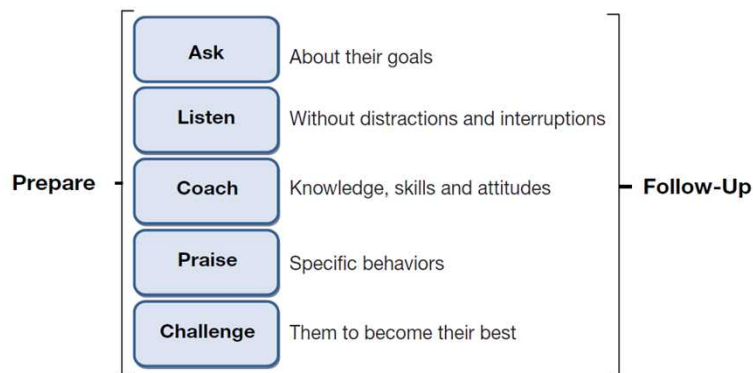 Ask
About their goals
Listen
Without distractions and interruptions
Prepare
Coach
Knowledge, skills and attitudes
Follow-Up
Praise
Specific behaviors
Challenge
Them to become their best